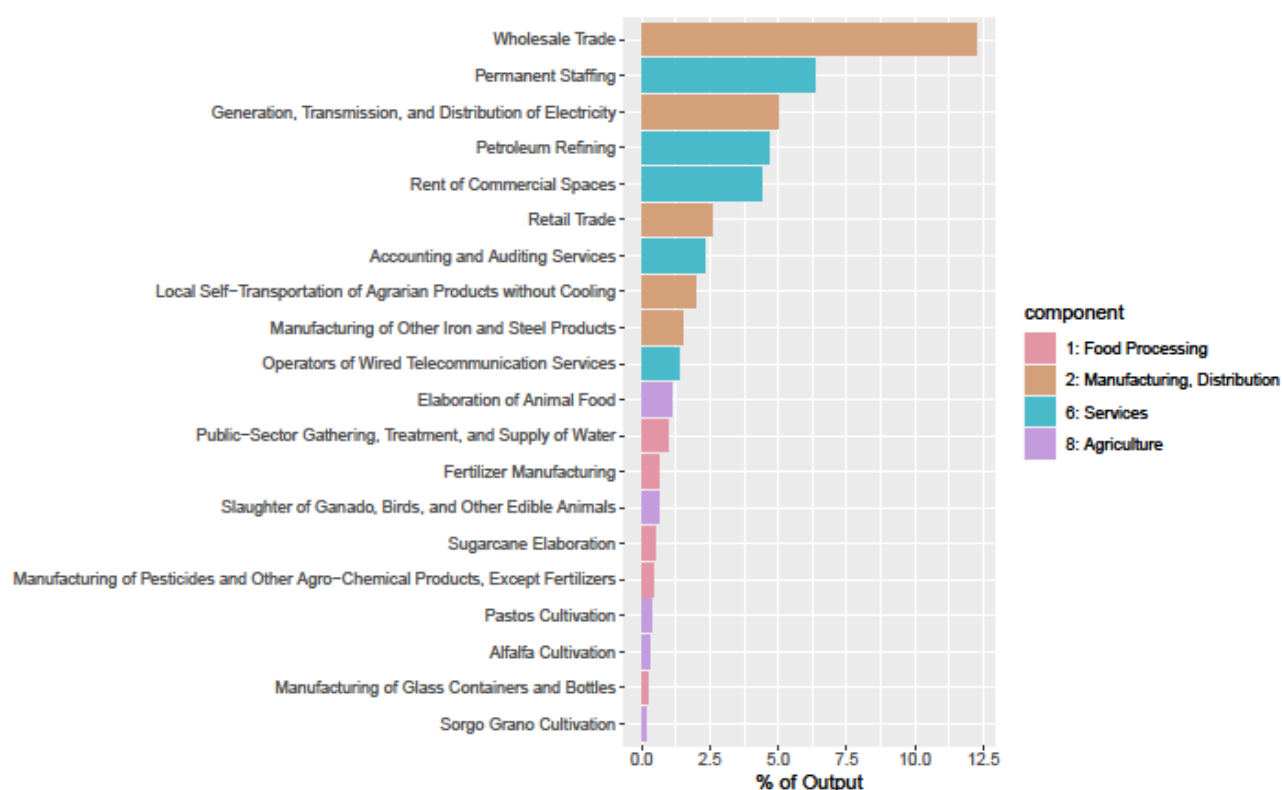 Wholesale Trade
Permanent Staffing
Generation, Transmission, and Distribution of Electricity
Petroleum Refining
Rent of Commercial Spaces
Retail Trade
Accounting and Auditing Services
Local Self-Transportation of Agrarian Products without Cooling
Manufacturing of Other Iron and Steel Products
Operators of Wired Telecommunication Services
Elaboration of Animal Food
Public-Sector Gathering, Treatment, and Supply of Water
Fertilizer Manufacturing
Slaughter of Ganado, Birds, and Other Edible Animals
Sugarcane Elaboration
Manufacturing of Pesticides and Other Agro-Chemical Products, Except Fertilizers
Pastos Cultivation
Alfalfa Cultivation
Manufacturing of Glass Containers and Bottles
Sorgo Grano Cultivation
0.0 2.5 5.0 7.5 10.0 12.5
% of Output
component
1: Food Processing
2: Manufacturing, Distribution
6: Services
8: Agriculture